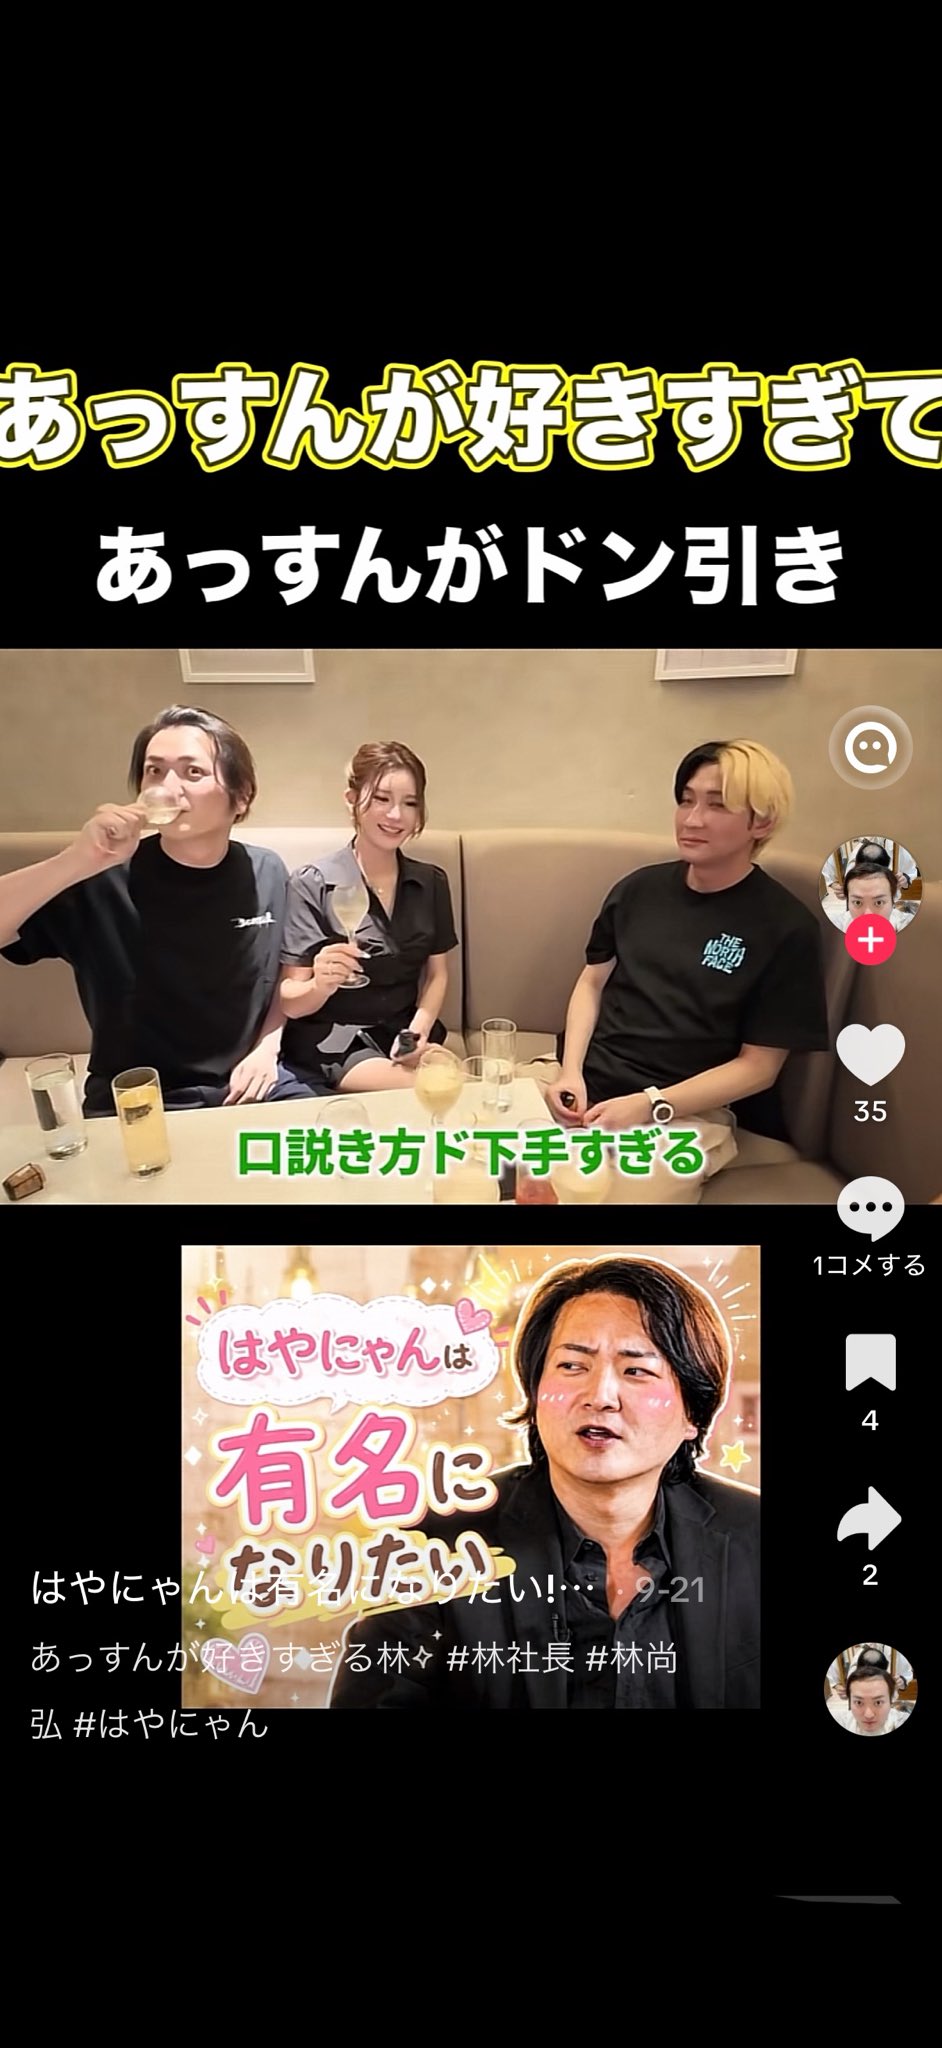 あっすんが好きすぎて
あっすんがドン引き
THE
NORTH
FACE
口説き方ド下手すぎる
35
1コメする
はやにゃんは
有名に
なりたい
4
2
はやにゃんは有名になりたい!… · 9-21
あっすんが好きすぎる林✧ #林社長 #林尚
弘 #はやにゃん